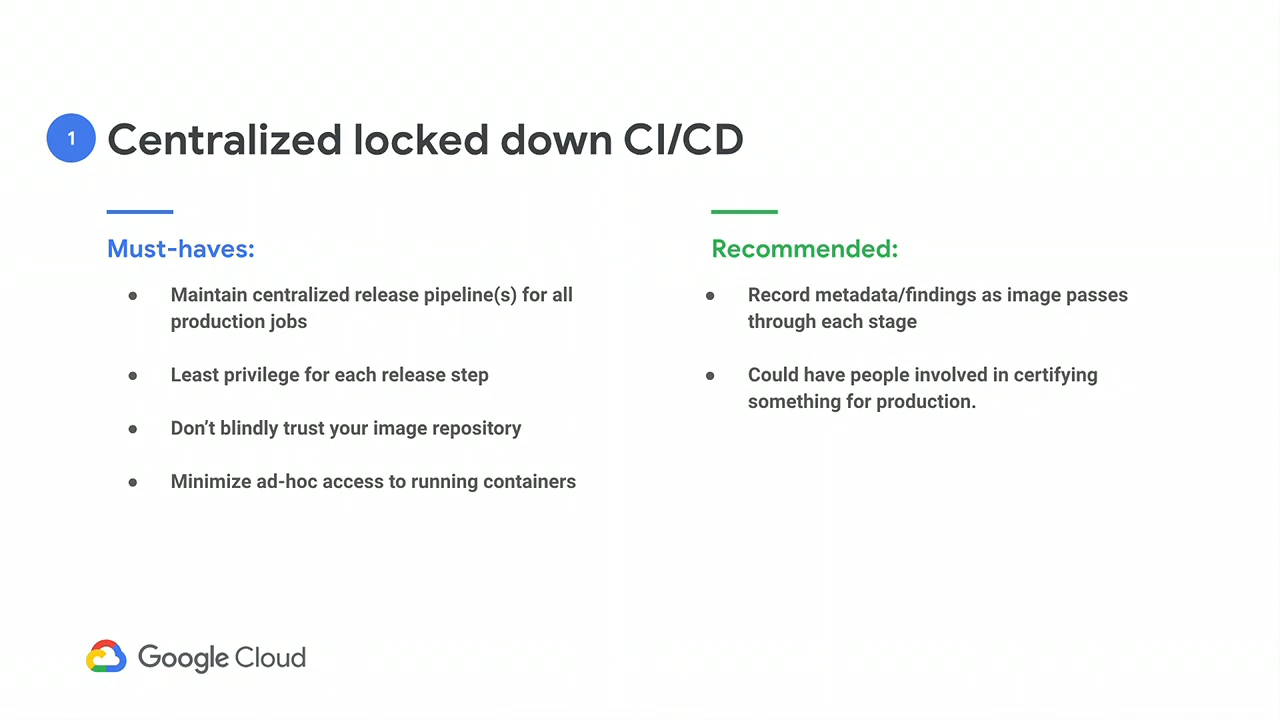 1
Centralized locked down CI/CD
Must-haves:
● Maintain centralized release pipeline(s) for all
production jobs
● Least privilege for each release step
● Don’t blindly trust your image repository
● Minimize ad-hoc access to running containers
Recommended:
● Record metadata/findings as image passes
through each stage
● Could have people involved in certifying
something for production.
Google Cloud